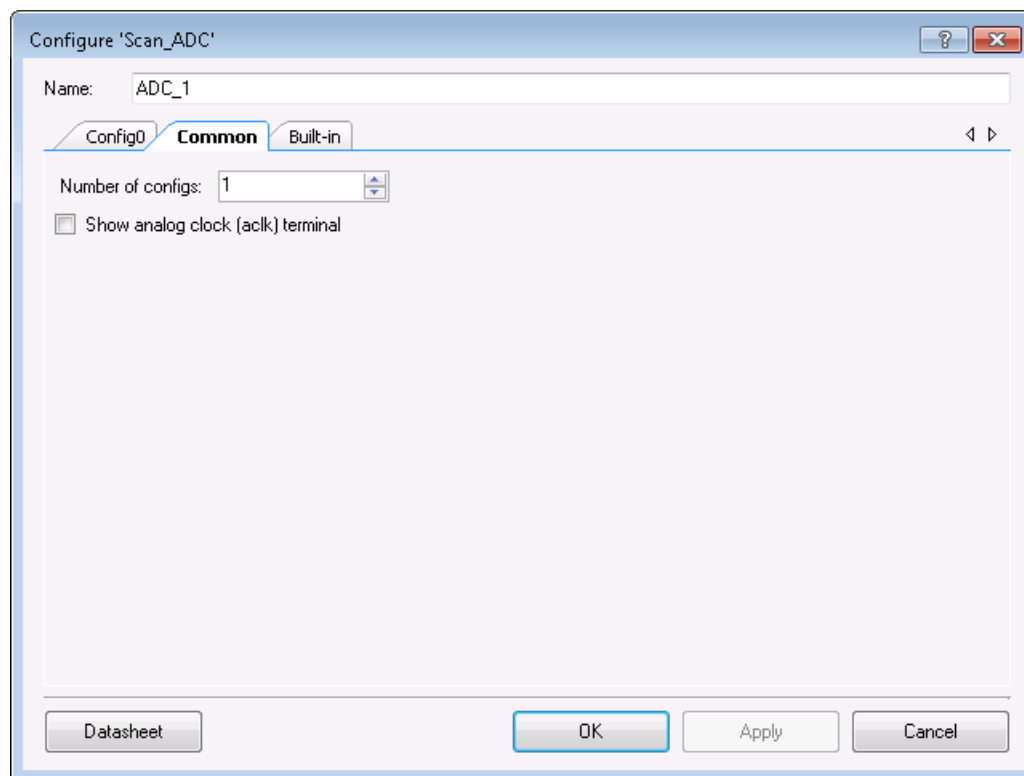 Configure 'Scan_ADC'
Name: ADC_1
Config0 Common Built-in
Number of configs: 1
Show analog clock (aclk) terminal
Datasheet OK Apply Cancel